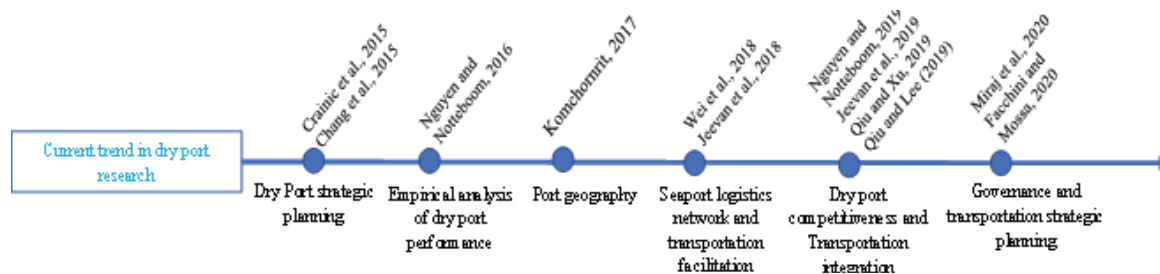 Current trend in dry port
research
Crainic et al., 2015
Chang et al., 2015
Dry Port strategic
planning
Nguyen and
Notteboom, 2016
Empirical analysis
of dry port
performance
Komchornrit, 2017
Port geography
Wei et al., 2018
Jeevan et al., 2018
Seaport logistics
network and
transportation
facilitation
Nguyen and
Notteboom, 2019
Jeevan et al., 2019
Qiu and Xu, 2019
Qiu and Lee (2019)
Dry port
competitiveness and
Transportation
integration
Miraj et al., 2020
Facchini and
Mossa, 2020
Governance and
transportation strategic
planning